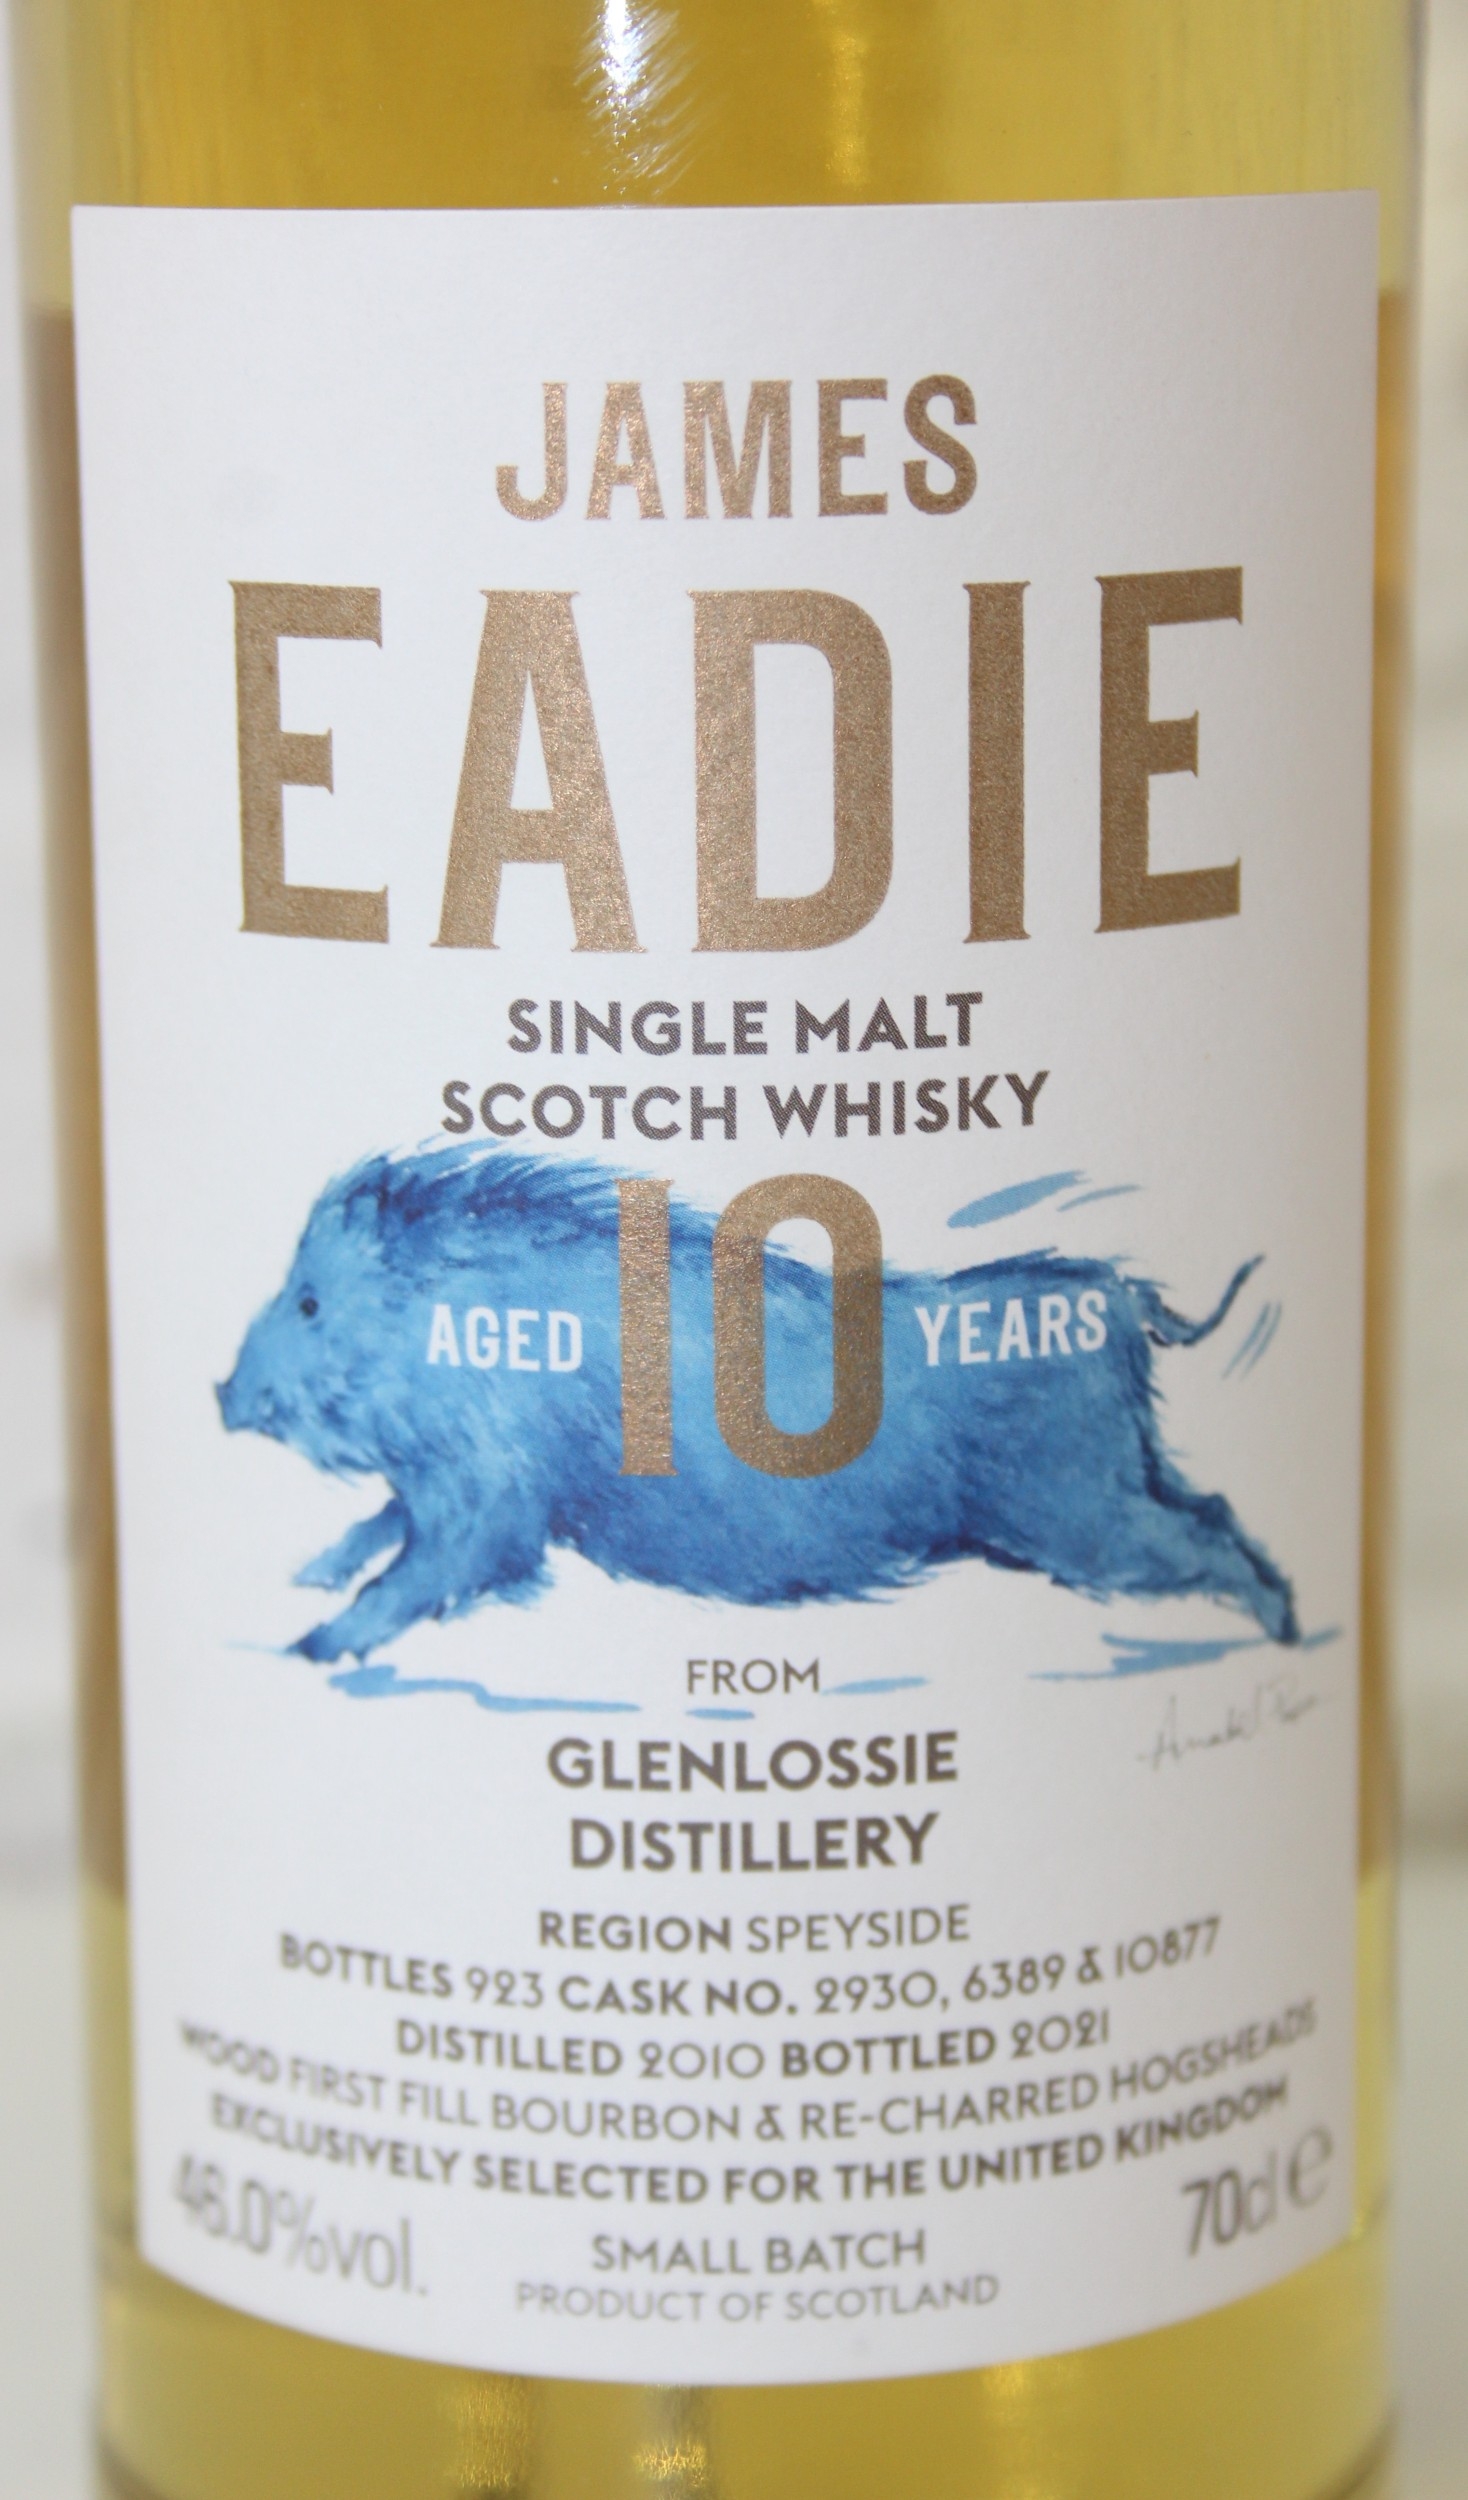 JAMES
EADIE
SINGLE MALT
SCOTCH WHISKY
AGED 10 YEARS
FROM
GLENLOSSIE
DISTILLERY
REGION SPEYSIDE
BOTTLES 923 CASK NO. 2930, 6389 & 10877
DISTILLED 2010 BOTTLED 2021
WOOD FIRST FILL BOURBON & RE-CHARRED HOGSHEADS
EXCLUSIVELY SELECTED FOR THE UNITED KINGDOM
46.0%vol.
SMALL BATCH
70cl e
PRODUCT OF SCOTLAND